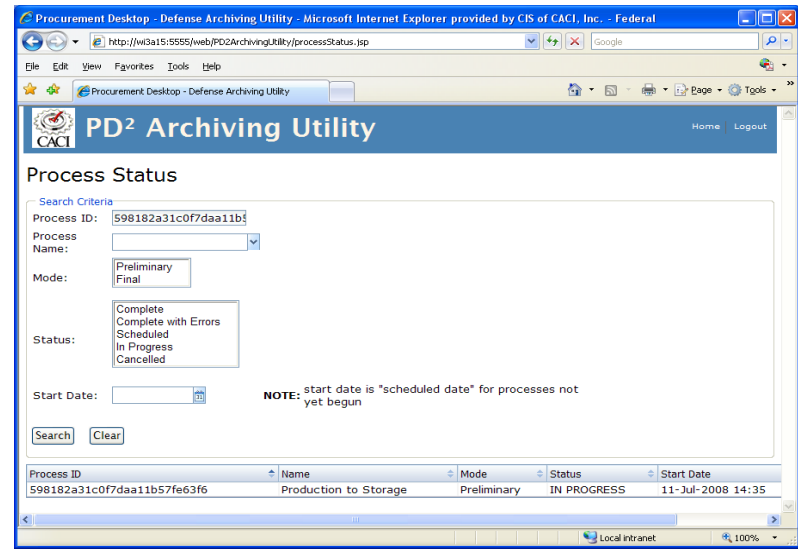 Procurement Desktop - Defense Archiving Utility - Microsoft Internet Explorer provided by CIS of CACI, Inc. - Federal
http://wi3a15:5555/web/PD2ArchivingUtility/processStatus.jsp
Google
File Edit View Favorites Tools Help
Procurement Desktop - Defense Archiving Utility
Page Tools »
CACI
PD² Archiving Utility
Home Logout
Process Status
Search Criteria
Process ID: 598182a31c0f7daa11b5
Process
Name:
Mode:
Preliminary
Final
Status:
Complete
Complete with Errors
Scheduled
In Progress
Cancelled
Start Date:
NOTE: start date is "scheduled date" for processes not
yet begun
Search Clear
Process ID Name Mode Status Start Date
598182a31c0f7daa11b57fe63f6 Production to Storage Preliminary IN PROGRESS 11-Jul-2008 14:35
Local intranet 100%